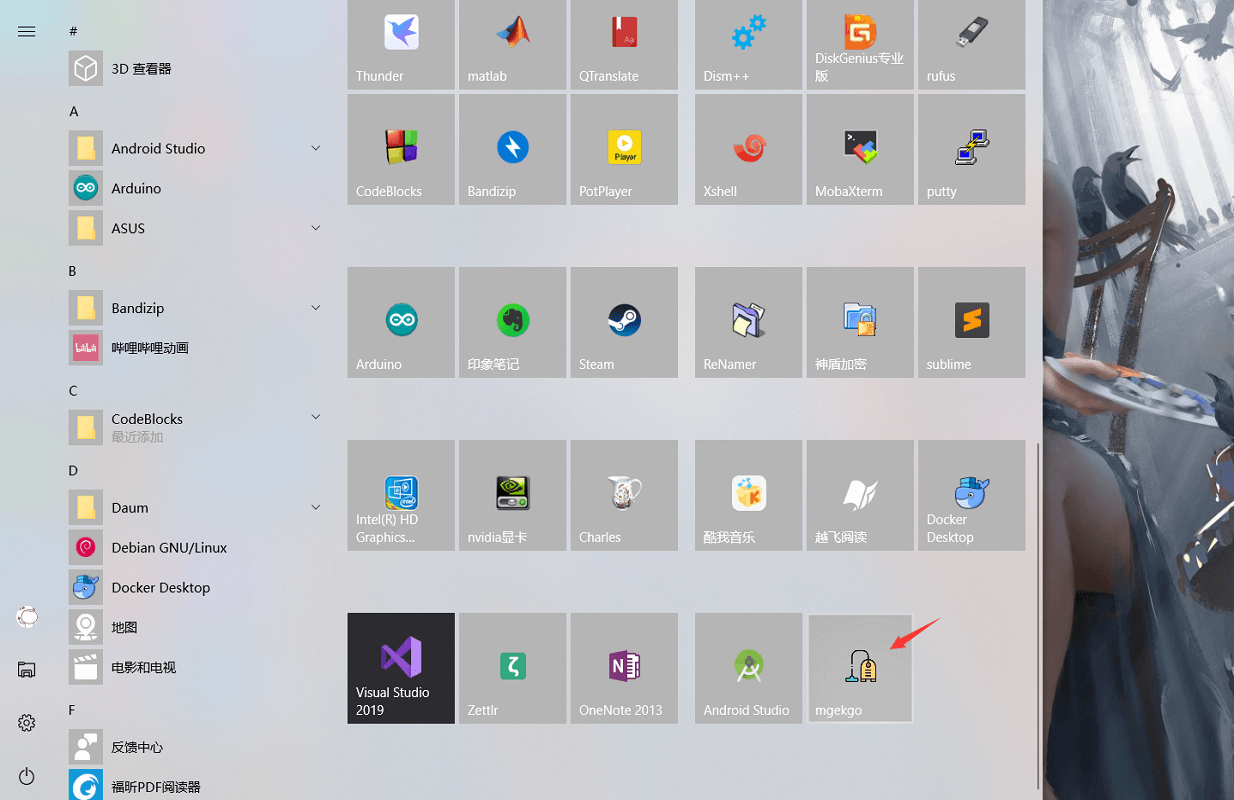 #
3D 查看器
A
Android Studio
Arduino
ASUS
B
Bandizip
哔哩哔哩动画
C
CodeBlocks
最近添加
D
Daum
Debian GNU/Linux
Docker Desktop
地图
电影和电视
F
反馈中心
福昕PDF阅读器
Thunder
matlab
QTranslate
Dism++
DiskGenius专业
版
rufus
CodeBlocks
Bandizip
Player
PotPlayer
Xshell
MobaXterm
putty
Arduino
印象笔记
Steam
ReNamer
神盾加密
sublime
Intel(R) HD
Graphics...
nvidia显卡
Charles
酷我音乐
越飞阅读
Docker
Desktop
Visual Studio
2019
Zettlr
OneNote 2013
Android Studio
mgekgo